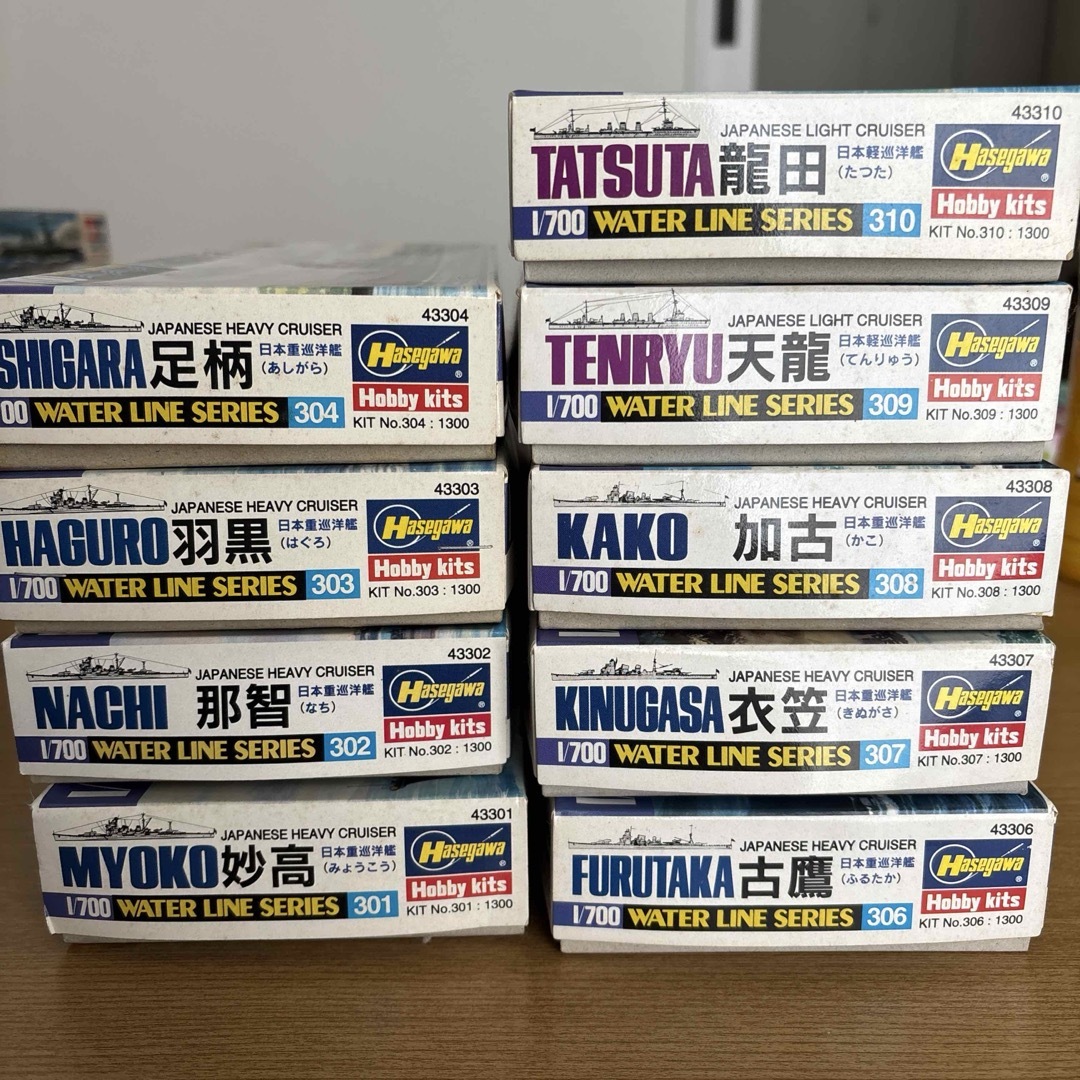 43304
JAPANESE HEAVY CRUISER
SHIGARA 足柄 日本重巡洋艦
(あしがら)
Hasegawa
®
Hobby kits
00 WATER LINE SERIES 304
KIT No.304 : 1300
43303
JAPANESE HEAVY CRUISER
HAGURO 羽黒 日本重巡洋艦
(はぐろ)
Hasegawa
®
Hobby kits
1/700 WATER LINE SERIES 303
KIT No.303 : 1300
43302
JAPANESE HEAVY CRUISER
NACHI 那智 日本重巡洋艦
(なち)
Hasegawa
®
Hobby kits
1/700 WATER LINE SERIES 302
KIT No.302 : 1300
43301
JAPANESE HEAVY CRUISER
MYOKO 妙高 日本重巡洋艦
(みょうこう)
Hasegawa
®
Hobby kits
1/700 WATER LINE SERIES 301
KIT No.301 : 1300
43310
JAPANESE LIGHT CRUISER
TATSUTA 龍田 日本軽巡洋艦
(たつた)
Hasegawa
®
Hobby kits
1/700 WATER LINE SERIES 310
KIT No.310 : 1300
43309
JAPANESE LIGHT CRUISER
TENRYU 天龍 日本軽巡洋艦
(てんりゅう)
Hasegawa
®
Hobby kits
1/700 WATER LINE SERIES 309
KIT No.309 : 1300
43308
JAPANESE HEAVY CRUISER
KAKO 加古 日本重巡洋艦
(かこ)
Hasegawa
®
Hobby kits
1/700 WATER LINE SERIES 308
KIT No.308 : 1300
43307
JAPANESE HEAVY CRUISER
KINUGASA 衣笠 日本重巡洋艦
(きぬがさ)
Hasegawa
®
Hobby kits
1/700 WATER LINE SERIES 307
KIT No.307 : 1300
43306
JAPANESE HEAVY CRUISER
FURUTAKA 古鷹 日本重巡洋艦
(ふるたか)
Hasegawa
®
Hobby kits
1/700 WATER LINE SERIES 306
KIT No.306 : 1300